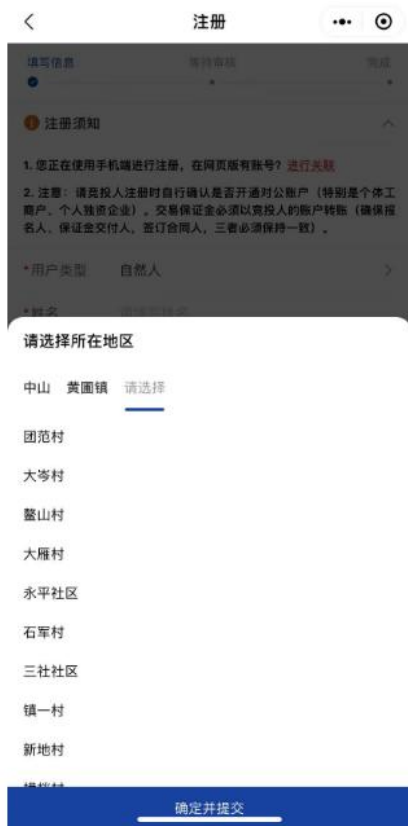 注册
填写信息 等待审核 完成
注册须知
1. 您正在使用手机端进行注册，在网页版有账号？进行关联
2. 注意：请竞投人注册时自行确认是否开通对公账户（特别是个体工
商户、个人独资企业），交易保证金必须以竞投人的账户转账（确保报
名人、保证金交付人，签订合同人，三者必须保持一致）。
*用户类型 自然人
*姓名
请选择所在地区
中山 黄圃镇 请选择
团范村
大岑村
鳌山村
大雁村
永平社区
石军村
三社社区
镇一村
新地村
确定并提交